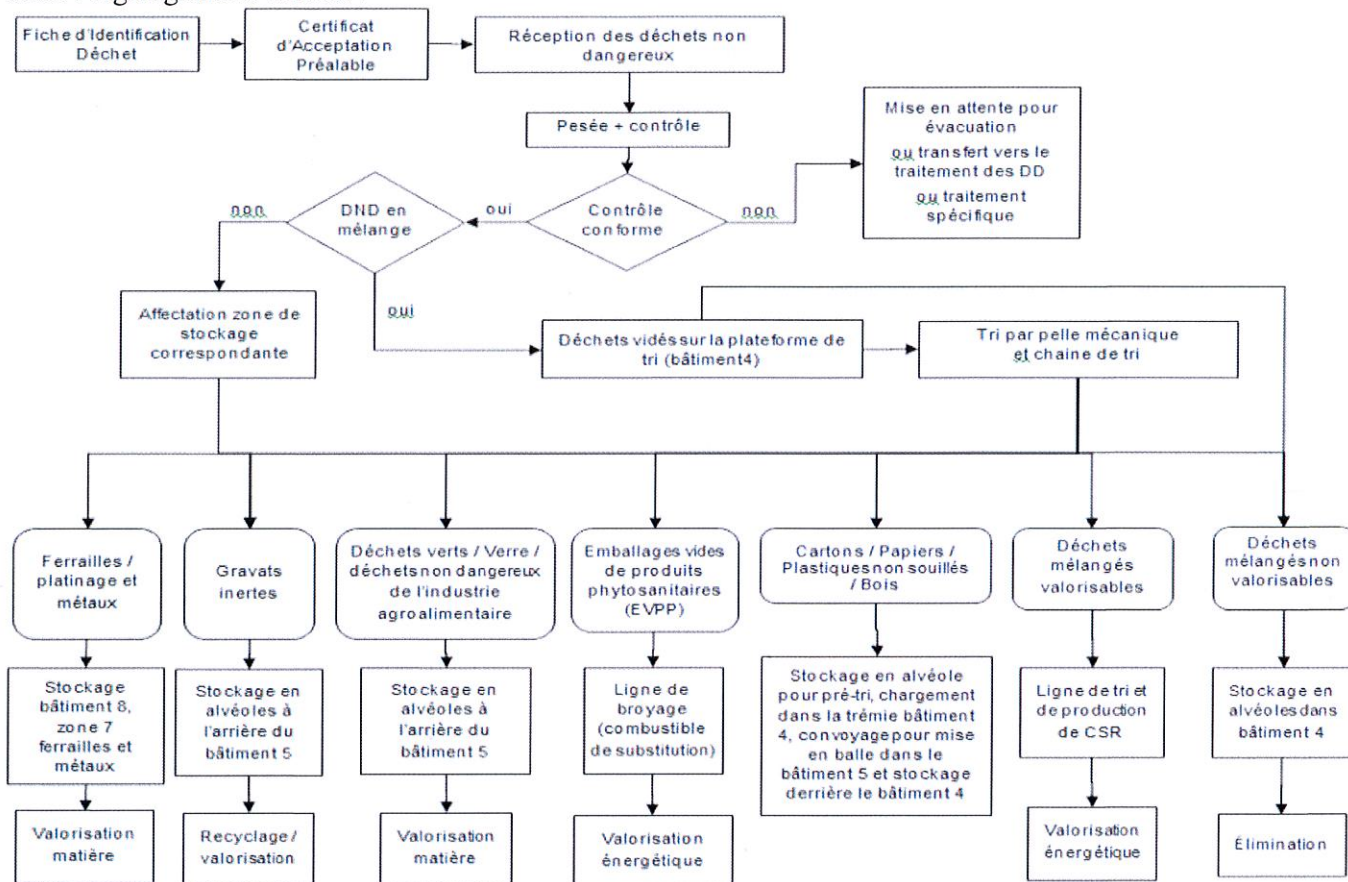 Fiche d'Identification
Déchet
Certificat
d'Acceptation
Préalable
Réception des déchets non
dangereux
Pesée + contrôle
Mise en attente pour
évacuation
ou transfert vers le
traitement des DD
ou traitement
spécifique
non
DND en
mélange
oui
Contrôle
conforme
non
Affectation zone de
stockage
correspondante
oui
Déchets vidés sur la plateforme de
tri (bâtiment 4)
Tri par pelle mécanique
et chaine de tri
Ferrailles /
platinage et
métaux
Gravats
inertes
Déchets verts / Verre /
déchets non dangereux
de l'industrie
agroalimentaire
Emballages vides
de produits
phytosanitaires
(EVPP)
Cartons / Papiers /
Plastiques non souillés
/ Bois
Déchets
mélangés
valorisables
Déchets
mélangés non
valorisables
Stockage
bâtiment 8,
zone 7
ferrailles et
métaux
Stockage en
alvéoles à
l'arrière du
bâtiment 5
Stockage en
alvéoles à
l'arrière du
bâtiment 5
Ligne de
broyage
(combustible
de substitution)
Stockage en alvéole
pour pré-tri, chargement
dans la trémie bâtiment
4, convoyage pour mise
en balle dans le
bâtiment 5 et stockage
derrière le bâtiment 4
Ligne de tri et
de production
de CSR
Stockage en
alvéoles dans
bâtiment 4
Valorisation
matière
Recyclage /
valorisation
Valorisation
matière
Valorisation
énergétique
Valorisation
énergétique
Élimination